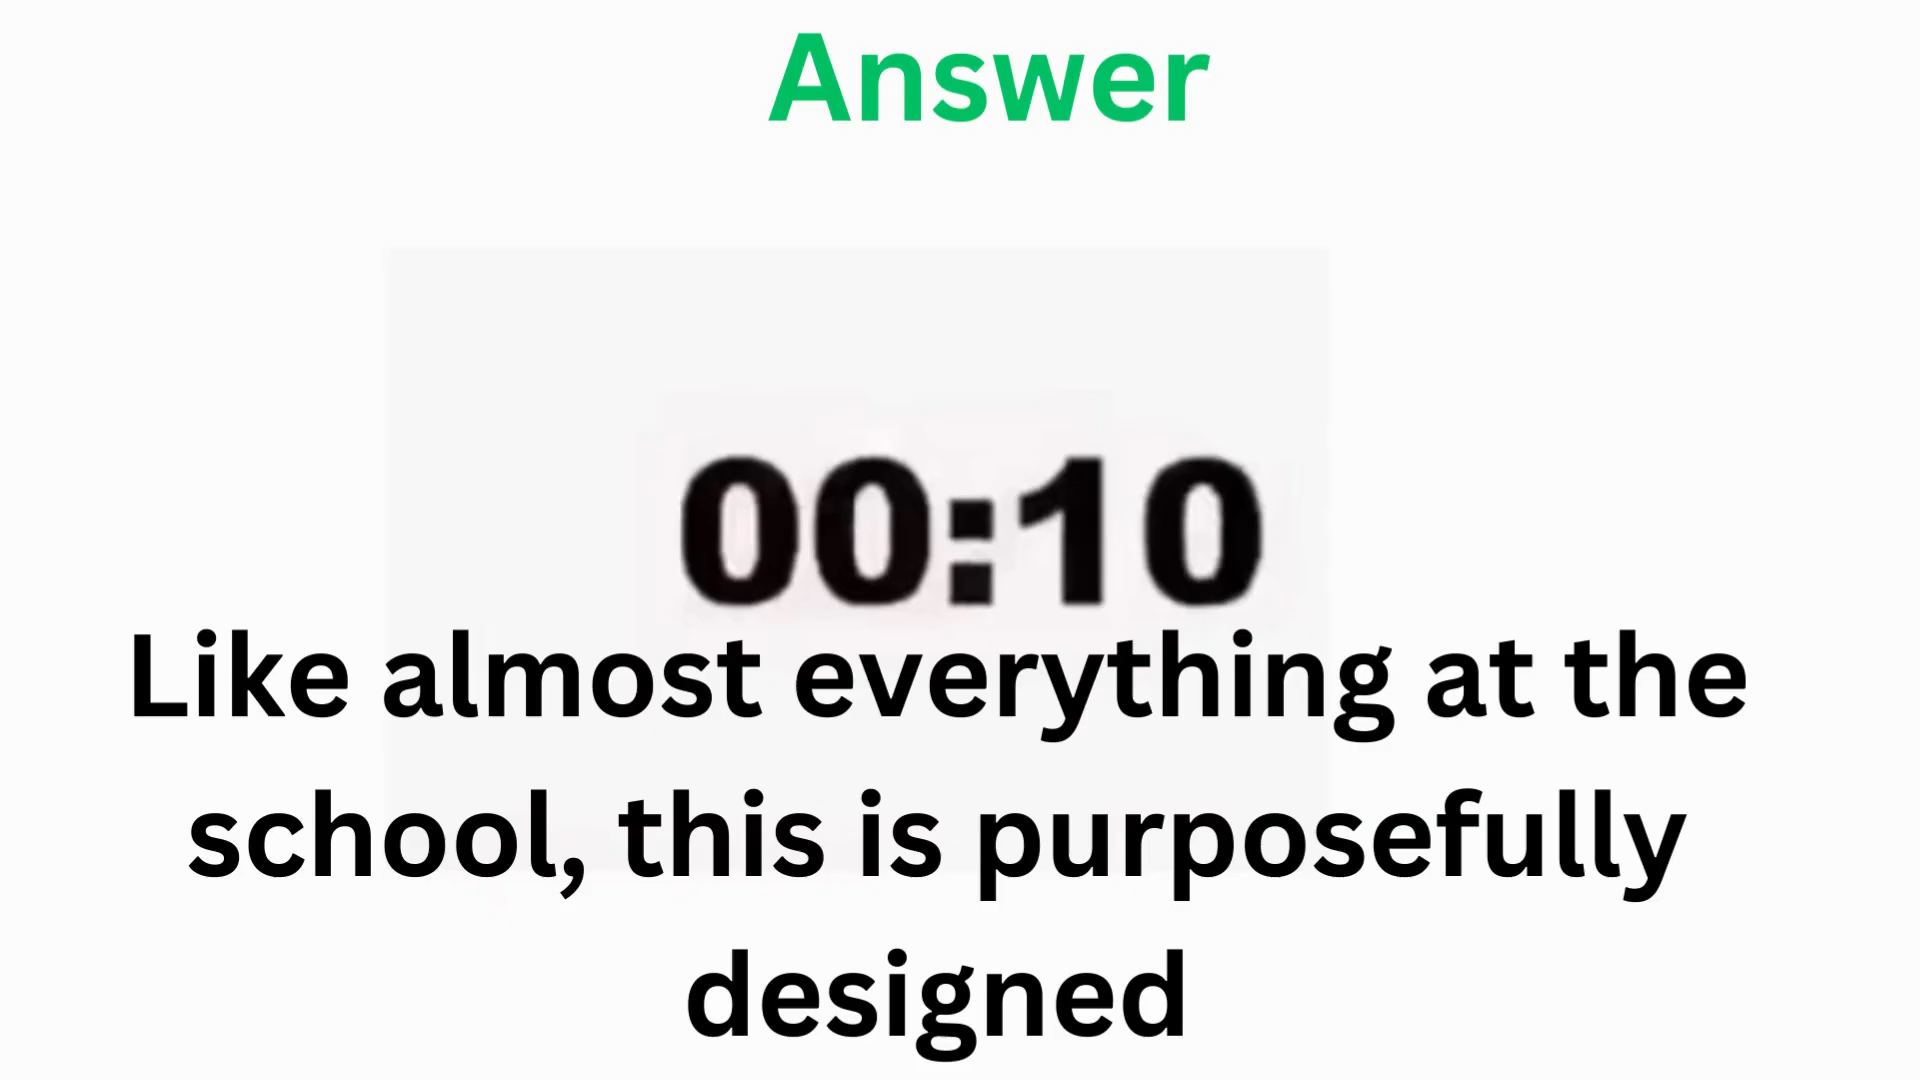 Answer
00:10
Like almost everything at the
school, this is purposefully
designed